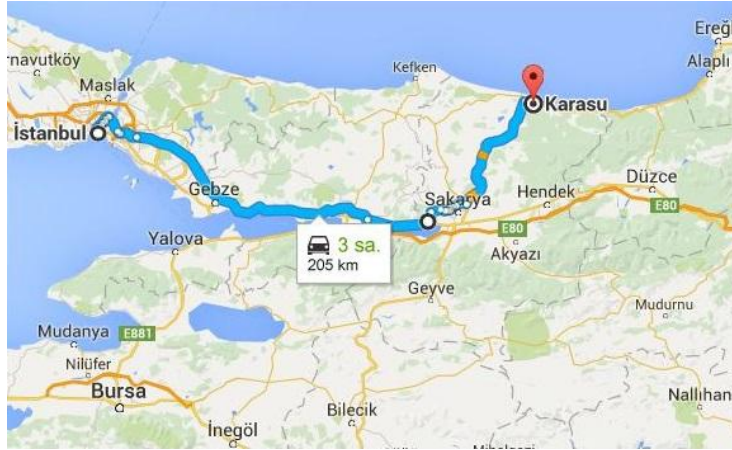 Ereğ
rnavutköy
Alaplı
Kefken
Maslak
Karasu
İstanbul
Düzce
Gebze
Sakarya
Hendek
E80
E80
Yalova
3 sa.
205 km
Akyazı
Geyve
Mudurnu
Mudanya
E881
Nilüfer
Bursa
Nallıhan
Bilecik
İnegöl